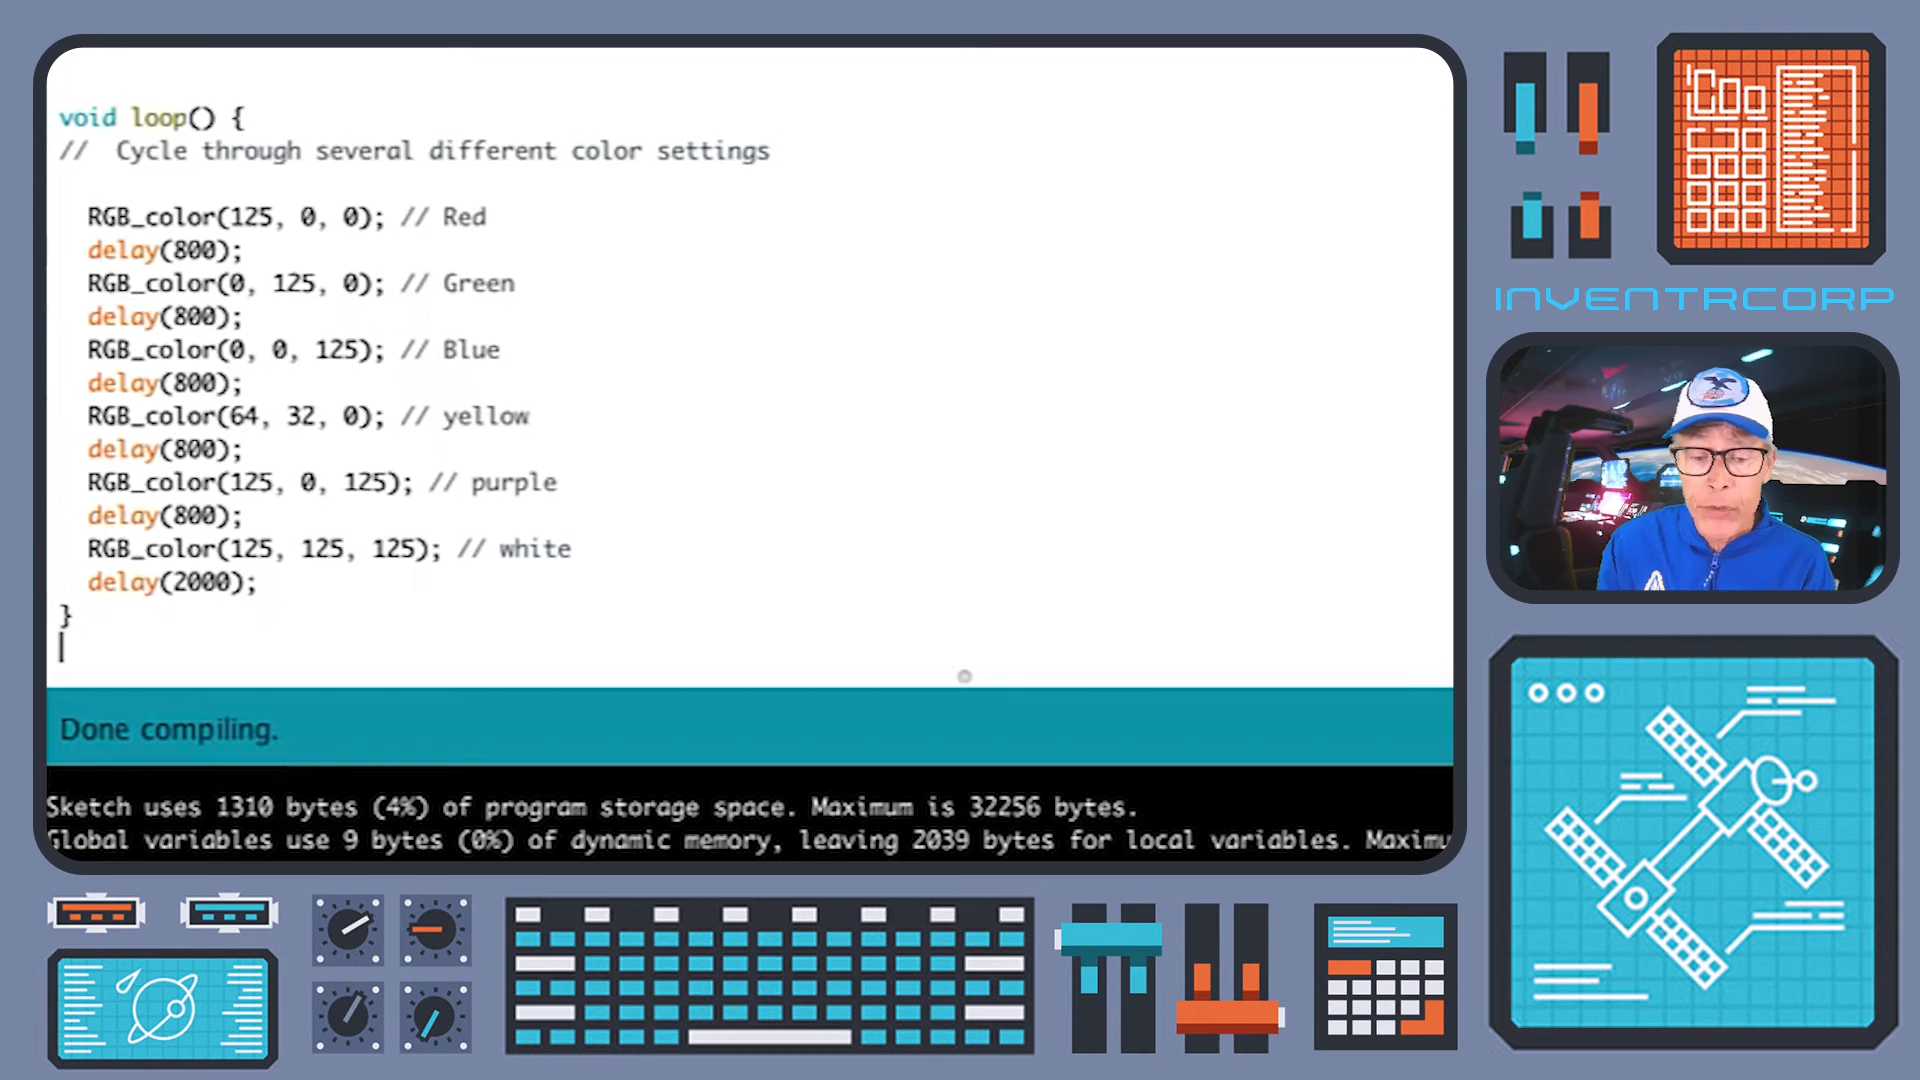 void loop() {
//  Cycle through several different color settings
RGB_color(125, 0, 0); // Red
delay(800);
RGB_color(0, 125, 0); // Green
delay(800);
RGB_color(0, 0, 125); // Blue
delay(800);
RGB_color(64, 32, 0); // yellow
delay(800);
RGB_color(125, 0, 125); // purple
delay(800);
RGB_color(125, 125, 125); // white
delay(2000);
}
Done compiling.
Sketch uses 1310 bytes (4%) of program storage space. Maximum is 32256 bytes.
Global variables use 9 bytes (0%) of dynamic memory, leaving 2039 bytes for local variables. Maximu
INVENTRCORP